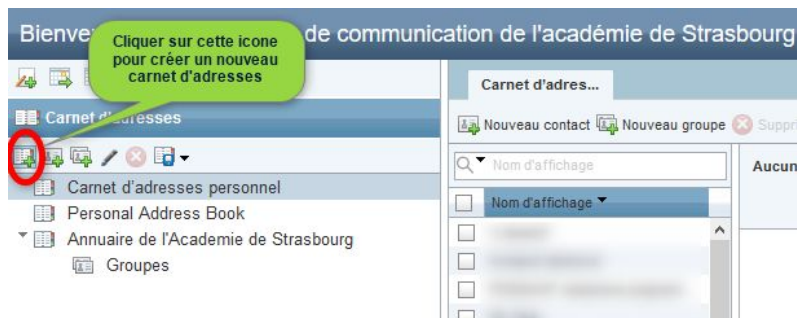 Bienve
de communication de l'académie de Strasbourg
Cliquer sur cette icone
pour créer un nouveau
carnet d'adresses
Carnet d'adresses
Carnet d'adresses personnel
Personal Address Book
Annuaire de l'Academie de Strasbourg
Groupes
Carnet d'adres...
Nouveau contact Nouveau groupe Suppri
Nom d'affichage
Aucun
Nom d'affichage